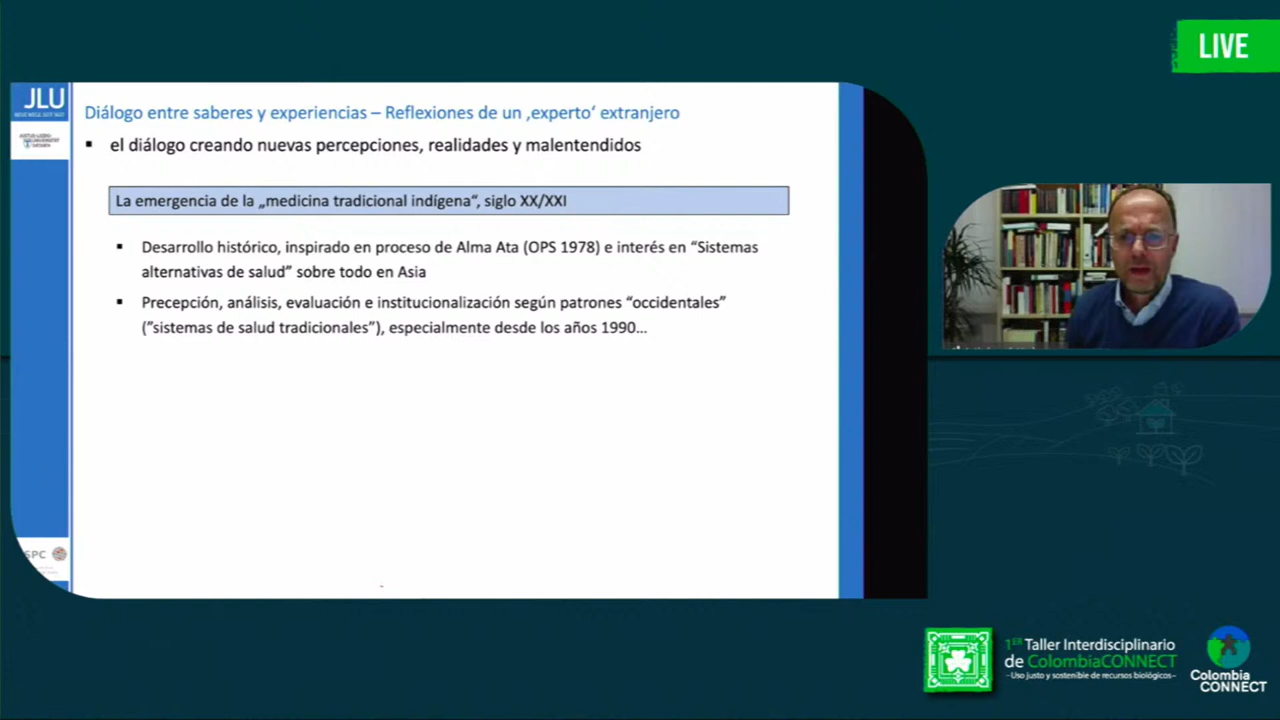 LIVE
JLU
Diálogo entre saberes y experiencias – Reflexiones de un ‚experto‘ extranjero
▪ el diálogo creando nuevas percepciones, realidades y malentendidos
La emergencia de la „medicina tradicional indígena“, siglo XX/XXI
▪ Desarrollo histórico, inspirado en proceso de Alma Ata (OPS 1978) e interés en “Sistemas
alternativas de salud” sobre todo en Asia
▪ Precepción, análisis, evaluación e institucionalización según patrones “occidentales”
(”sistemas de salud tradicionales”), especialmente desde los años 1990...
SPC
1ER Taller Interdisciplinario
de ColombiaCONNECT
–Uso justo y sostenible de recursos biológicos–
Colombia
CONNECT